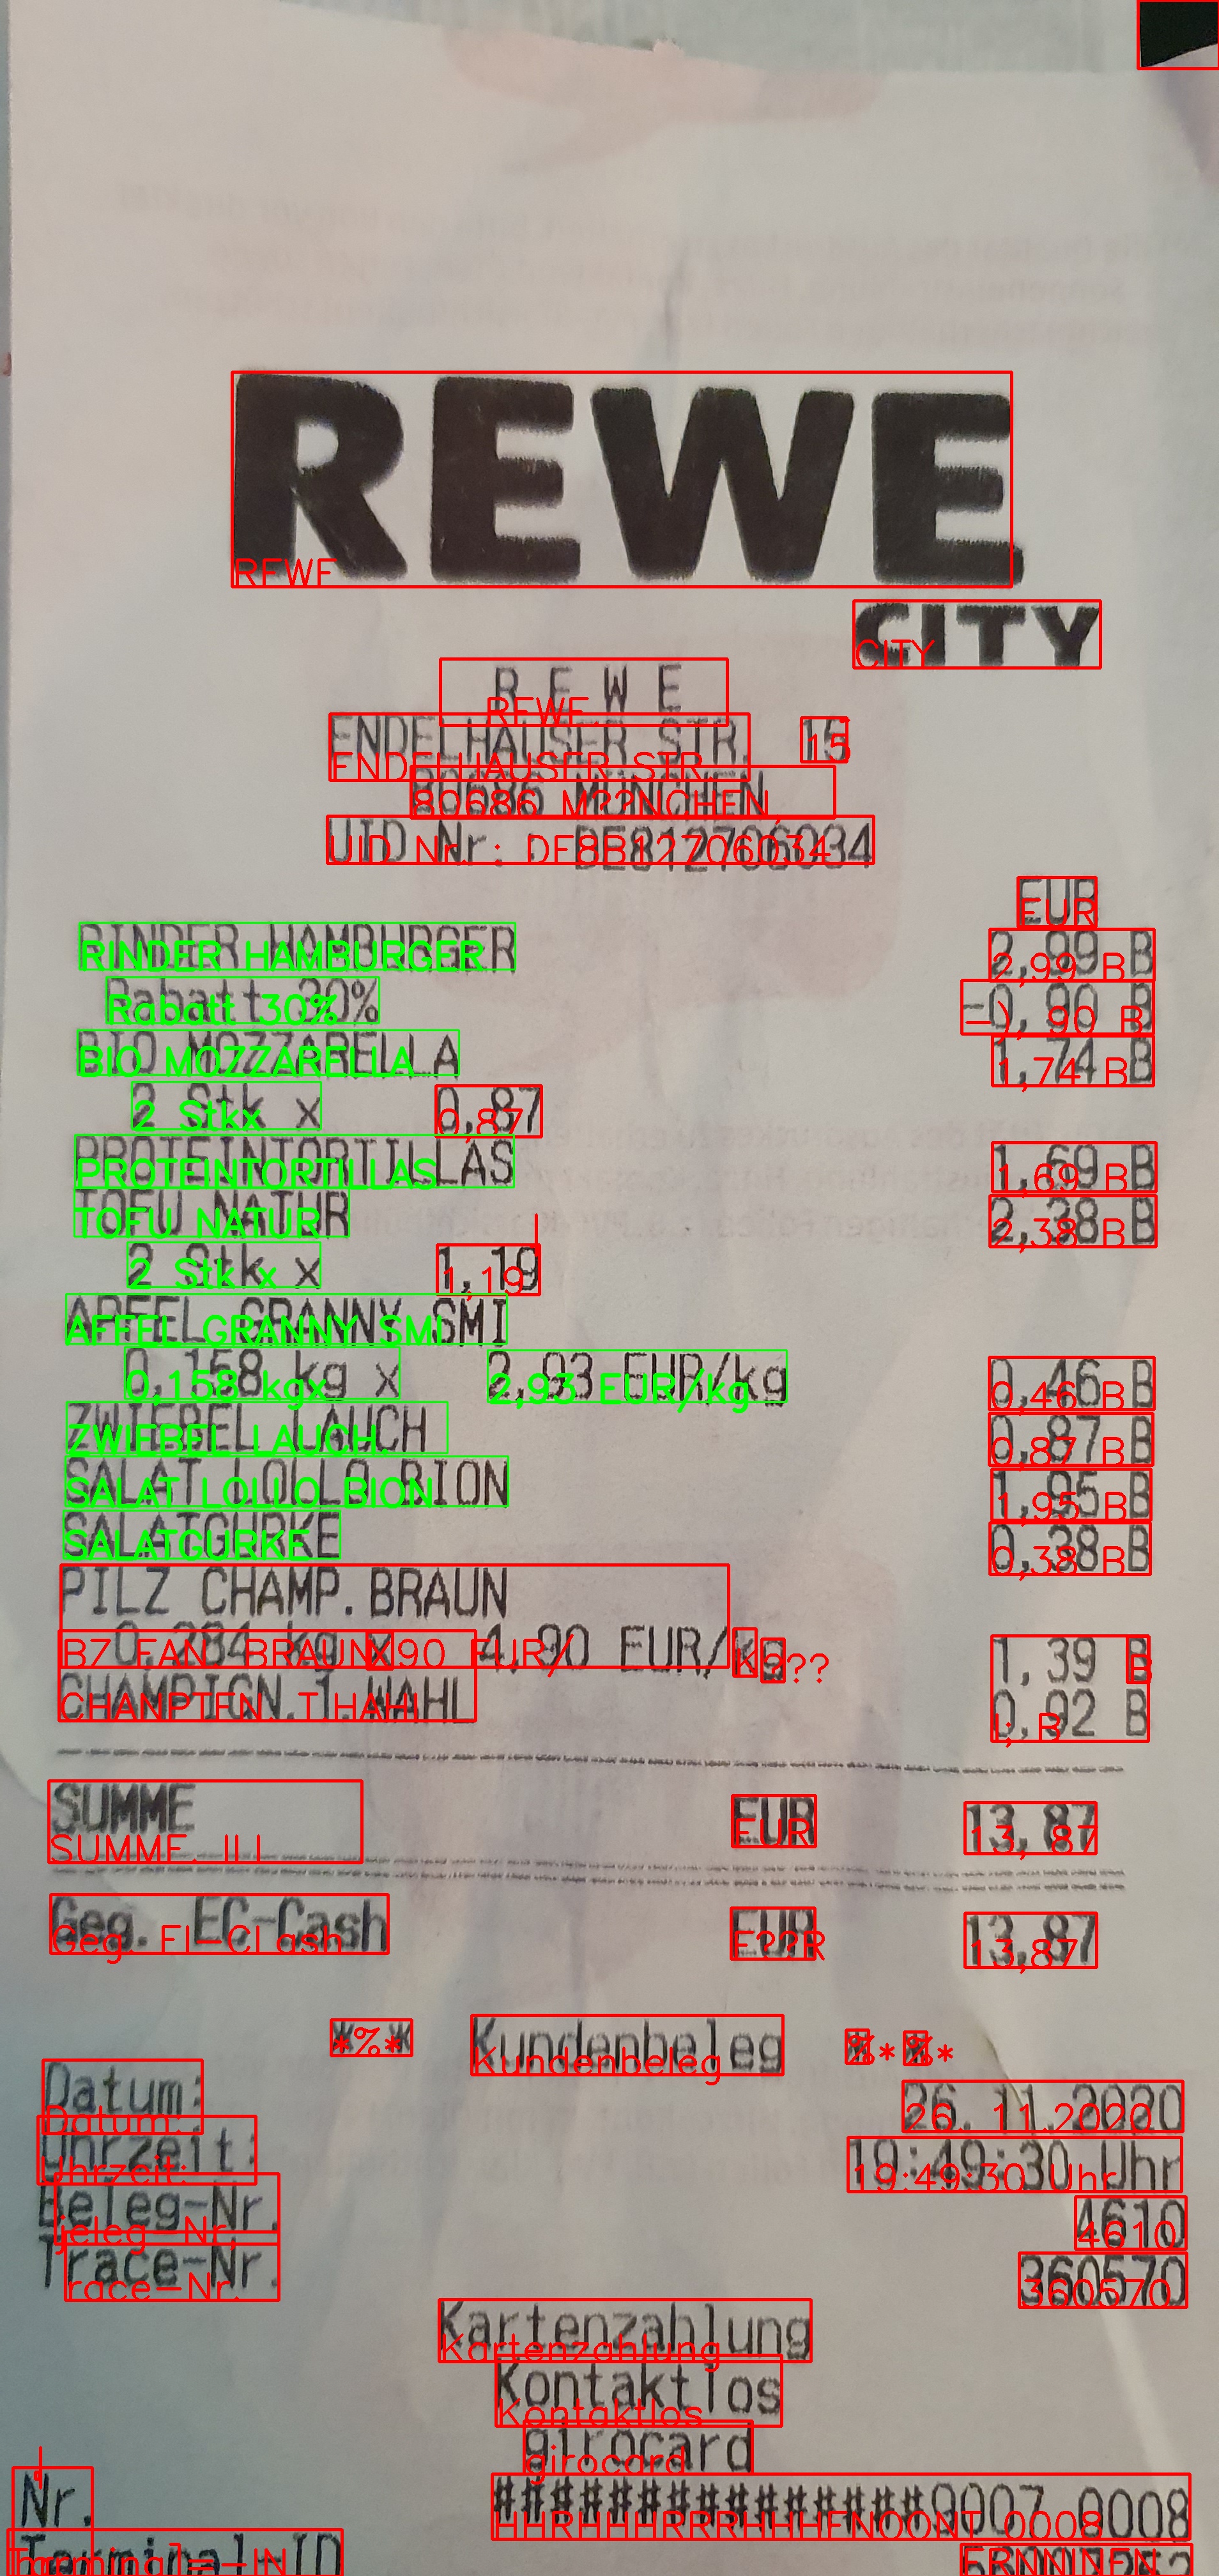 REWE
CITY
R E W E
ENDELHAUSER STR. 15
80686 MÜNCHEN
UID Nr.: DE812706034
EUR
RINDER HAMBURGER 2,99 B
Rabatt 30% -0,90 B
BIO MOZZARELLA 1,74 B
2 Stk x 0,87
PROTEINTORTILLAS 1,69 B
TOFU NATUR 2,38 B
2 Stk x 1,19
APFEL GRANNY SMI
0,158 kg x 2,93 EUR/kg 0,46 B
ZWIEBEL LAUCH 0,87 B
SALAT LOLLO BION 1,95 B
SALATGURKE 0,38 B
PILZ CHAMP.BRAUN
0,284 kg x 4,90 EUR/kg 1,39 B
CHAMPIGN.1.WAHL 0,92 B
SUMME EUR 13,87
Geg. EC-Cash EUR 13,87
Kundenbeleg
Datum: 26.11.2020
Uhrzeit: 19:49:30 Uhr
Beleg-Nr. 4610
Trace-Nr. 360570
Kartenzahlung
Kontaktlos
girocard
Nr. ###############9007 0008
Terminal-ID